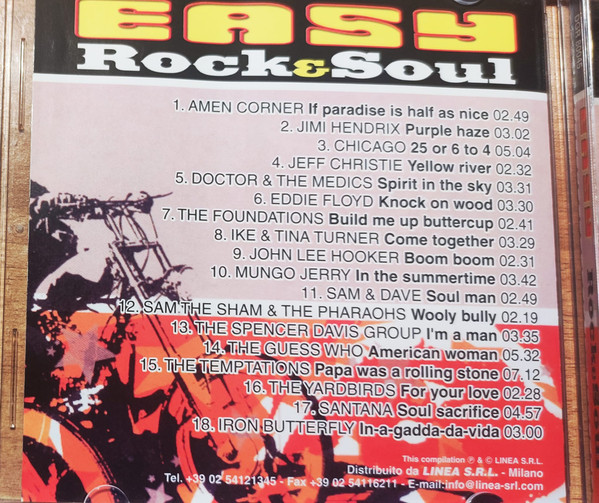 EASY
Rock&Soul
1. AMEN CORNER If paradise is half as nice 02.49
2. JIMI HENDRIX Purple haze 03.02
3. CHICAGO 25 or 6 to 4 05.04
4. JEFF CHRISTIE Yellow river 02.32
5. DOCTOR & THE MEDICS Spirit in the sky 03.31
6. EDDIE FLOYD Knock on wood 03.30
7. THE FOUNDATIONS Build me up buttercup 02.41
8. IKE & TINA TURNER Come together 03.29
9. JOHN LEE HOOKER Boom boom 02.31
10. MUNGO JERRY In the summertime 03.42
11. SAM & DAVE Soul man 02.49
12. SAM THE SHAM & THE PHARAOHS Wooly bully 02.19
13. THE SPENCER DAVIS GROUP I'm a man 03.35
14. THE GUESS WHO American woman 05.32
15. THE TEMPTATIONS Papa was a rolling stone 07.12
16. THE YARDBIRDS For your love 02.28
17. SANTANA Soul sacrifice 04.57
18. IRON BUTTERFLY In-a-gadda-da-vida 03.00
This compilation ℗ & © LINEA S.R.L.
Distribuito da LINEA S.R.L. - Milano
Tel. +39 02 54121345 - Fax +39 02 54116211 - E-mail:info@linea-srl.com